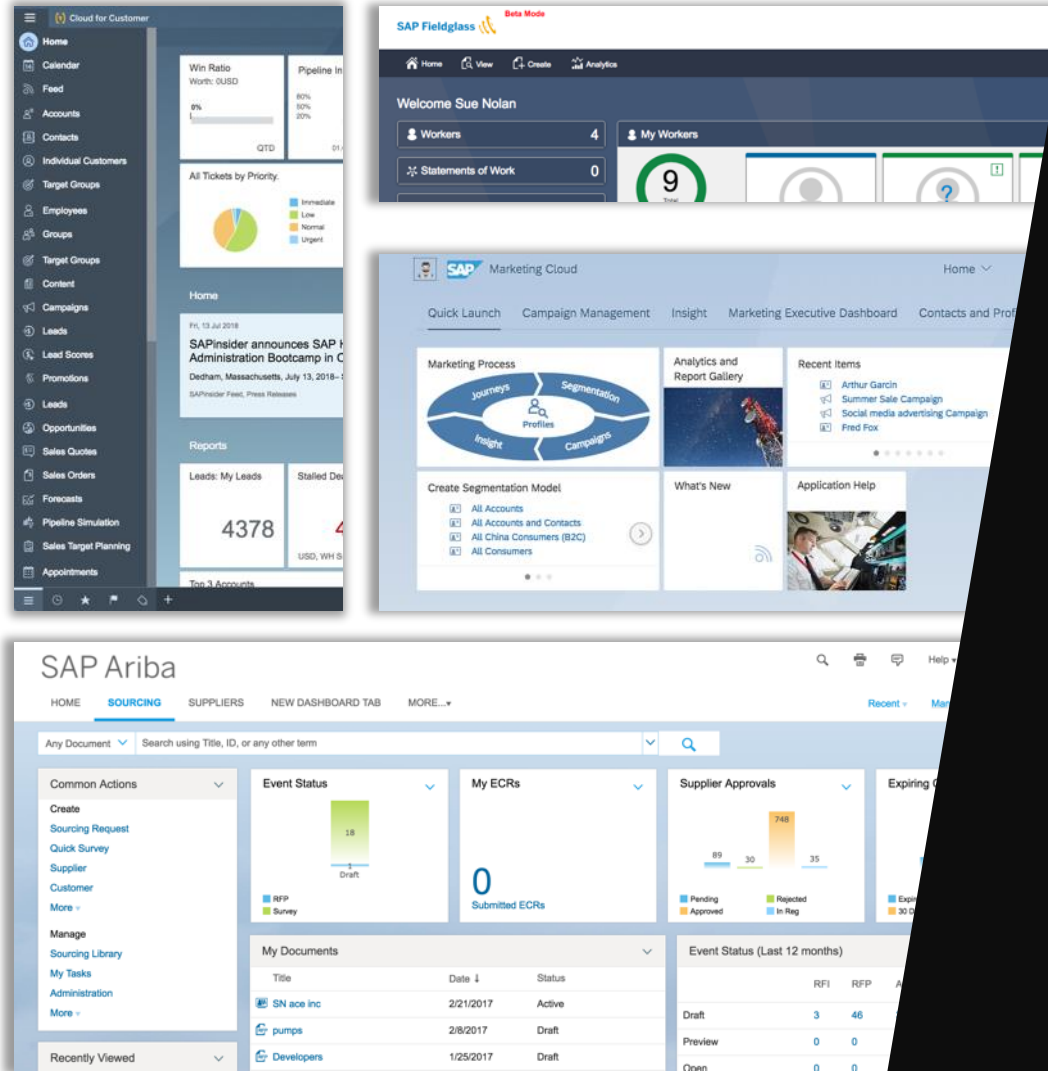 Cloud for Customer
Home
Calendar
Feed
Accounts
Contacts
Individual Customers
Target Groups
Employees
Groups
Target Groups
Content
Campaigns
Leads
Lead Scores
Promotions
Leads
Opportunities
Sales Quotes
Sales Orders
Forecasts
Pipeline Simulation
Sales Target Planning
Appointments
Win Ratio
Worth: 0USD
0%
QTD
Pipeline In
80%
50%
20%
All Tickets by Priority.
Immediate
Low
Normal
Urgent
Home
Fri, 13 Jul 2018
SAPinsider announces SAP
Administration Bootcamp in
Dedham, Massachusetts, July 13, 2018–
SAPinsider Feed, Press Releases
Reports
Leads: My Leads
4378
Stalled
USD, WH
Top 3 Accounts
SAP Fieldglass
Beta Mode
Home View Create Analytics
Welcome Sue Nolan
Workers 4
Statements of Work 0
My Workers
9
Total
?
SAP Marketing Cloud
Home
Quick Launch Campaign Management Insight Marketing Executive Dashboard Contacts and
Marketing Process
Journeys
Segmentation
Profiles
Insight
Campaigns
Analytics and
Report Gallery
Recent Items
Arthur Garcin
Summer Sale Campaign
Social media advertising Campaign
Fred Fox
Create Segmentation Model
All Accounts
All Accounts and Contacts
All China Consumers (B2C)
All Consumers
What's New
Application Help
SAP Ariba
Help
HOME SOURCING SUPPLIERS NEW DASHBOARD TAB MORE...
Recent
Any Document Search using Title, ID, or any other term
Common Actions
Create
Sourcing Request
Quick Survey
Supplier
Customer
More
Manage
Sourcing Library
My Tasks
Administration
More
Recently Viewed
Event Status
18
1
Draft
RFP
Survey
My ECRs
0
Submitted ECRs
Supplier Approvals
748
89 30 35
Pending Rejected
Approved In Reg
Expiring
30
My Documents
Title Date ↓ Status
SN ace inc 2/21/2017 Active
pumps 2/8/2017 Draft
Developers 1/25/2017 Draft
Event Status (Last 12 months)
RFI RFP
Draft 3 46
Preview 0 0
Open 0 0